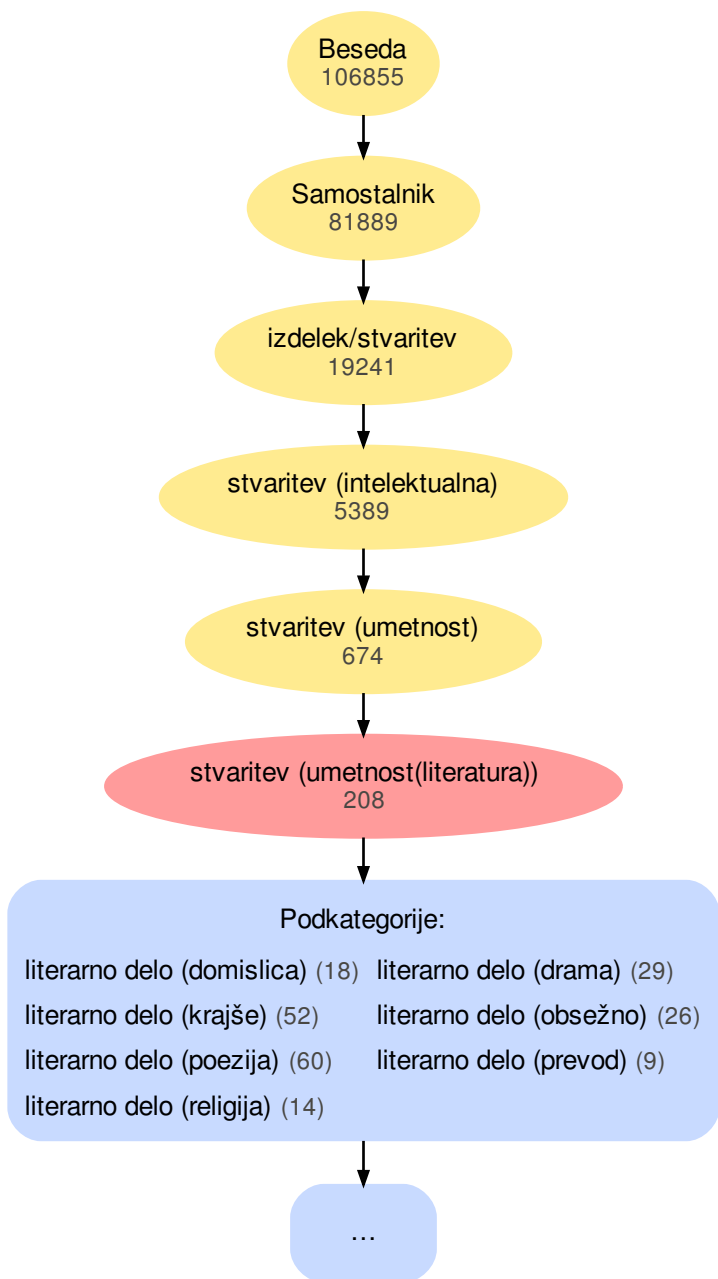 Beseda
106855
Samostalnik
81889
izdelek/stvaritev
19241
stvaritev (intelektualna)
5389
stvaritev (umetnost)
674
stvaritev (umetnost(literatura))
208
Podkategorije:
literarno delo (domislica) (18) literarno delo (drama) (29)
literarno delo (krajše) (52) literarno delo (obsežno) (26)
literarno delo (poezija) (60) literarno delo (prevod) (9)
literarno delo (religija) (14)
...